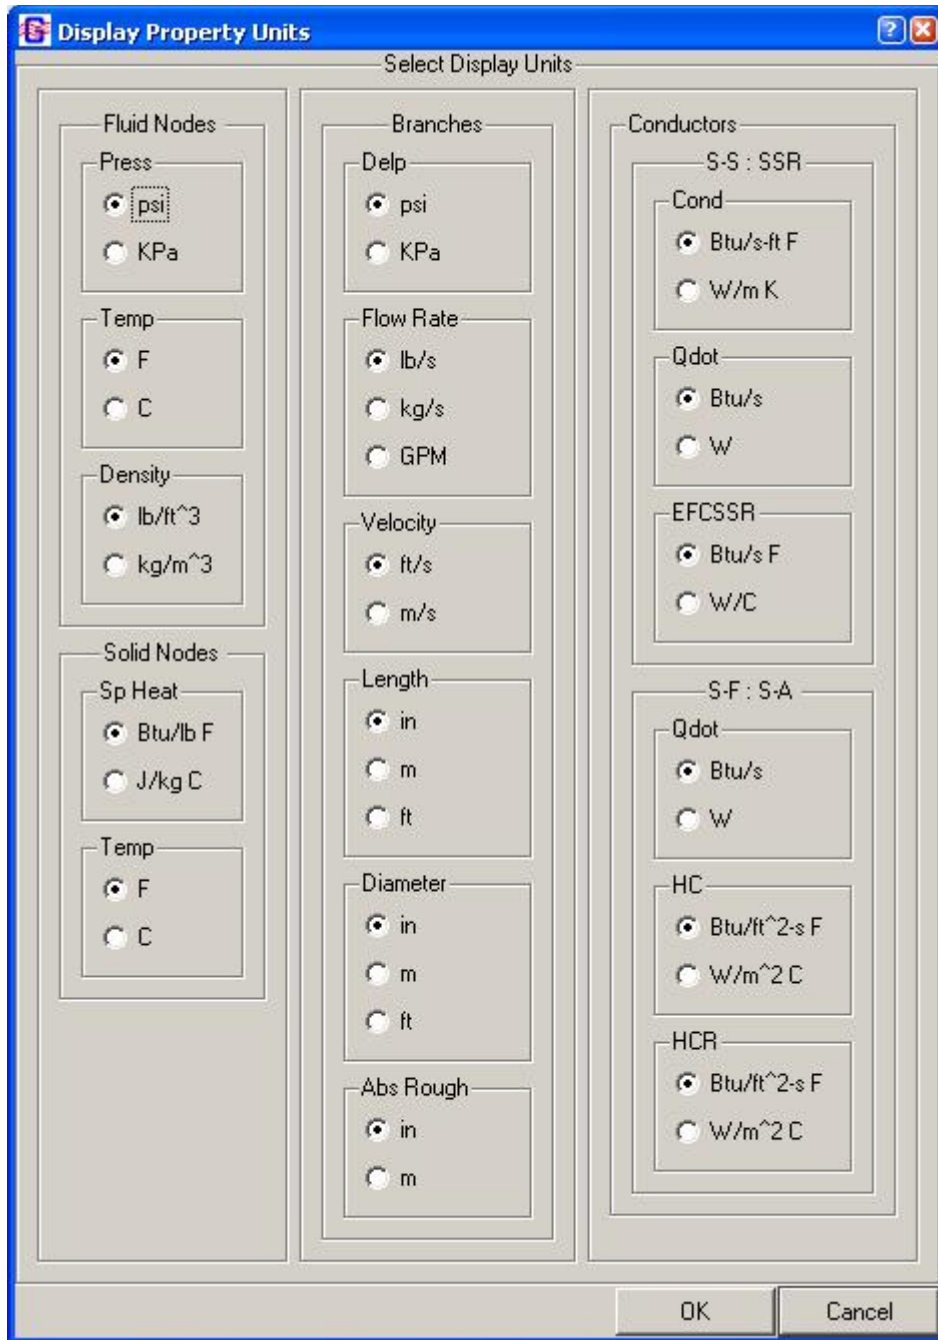 Display Property Units
Select Display Units
Fluid Nodes
Press
psi
KPa
Temp
F
C
Density
lb/ft^3
kg/m^3
Solid Nodes
Sp Heat
Btu/lb F
J/kg C
Temp
F
C
Branches
Delp
psi
KPa
Flow Rate
lb/s
kg/s
GPM
Velocity
ft/s
m/s
Length
in
m
ft
Diameter
in
m
ft
Abs Rough
in
m
Conductors
S-S : SSR
Cond
Btu/s-ft F
W/m K
Qdot
Btu/s
W
EFCSSR
Btu/s F
W/C
S-F : S-A
Qdot
Btu/s
W
HC
Btu/ft^2-s F
W/m^2 C
HCR
Btu/ft^2-s F
W/m^2 C
OK
Cancel